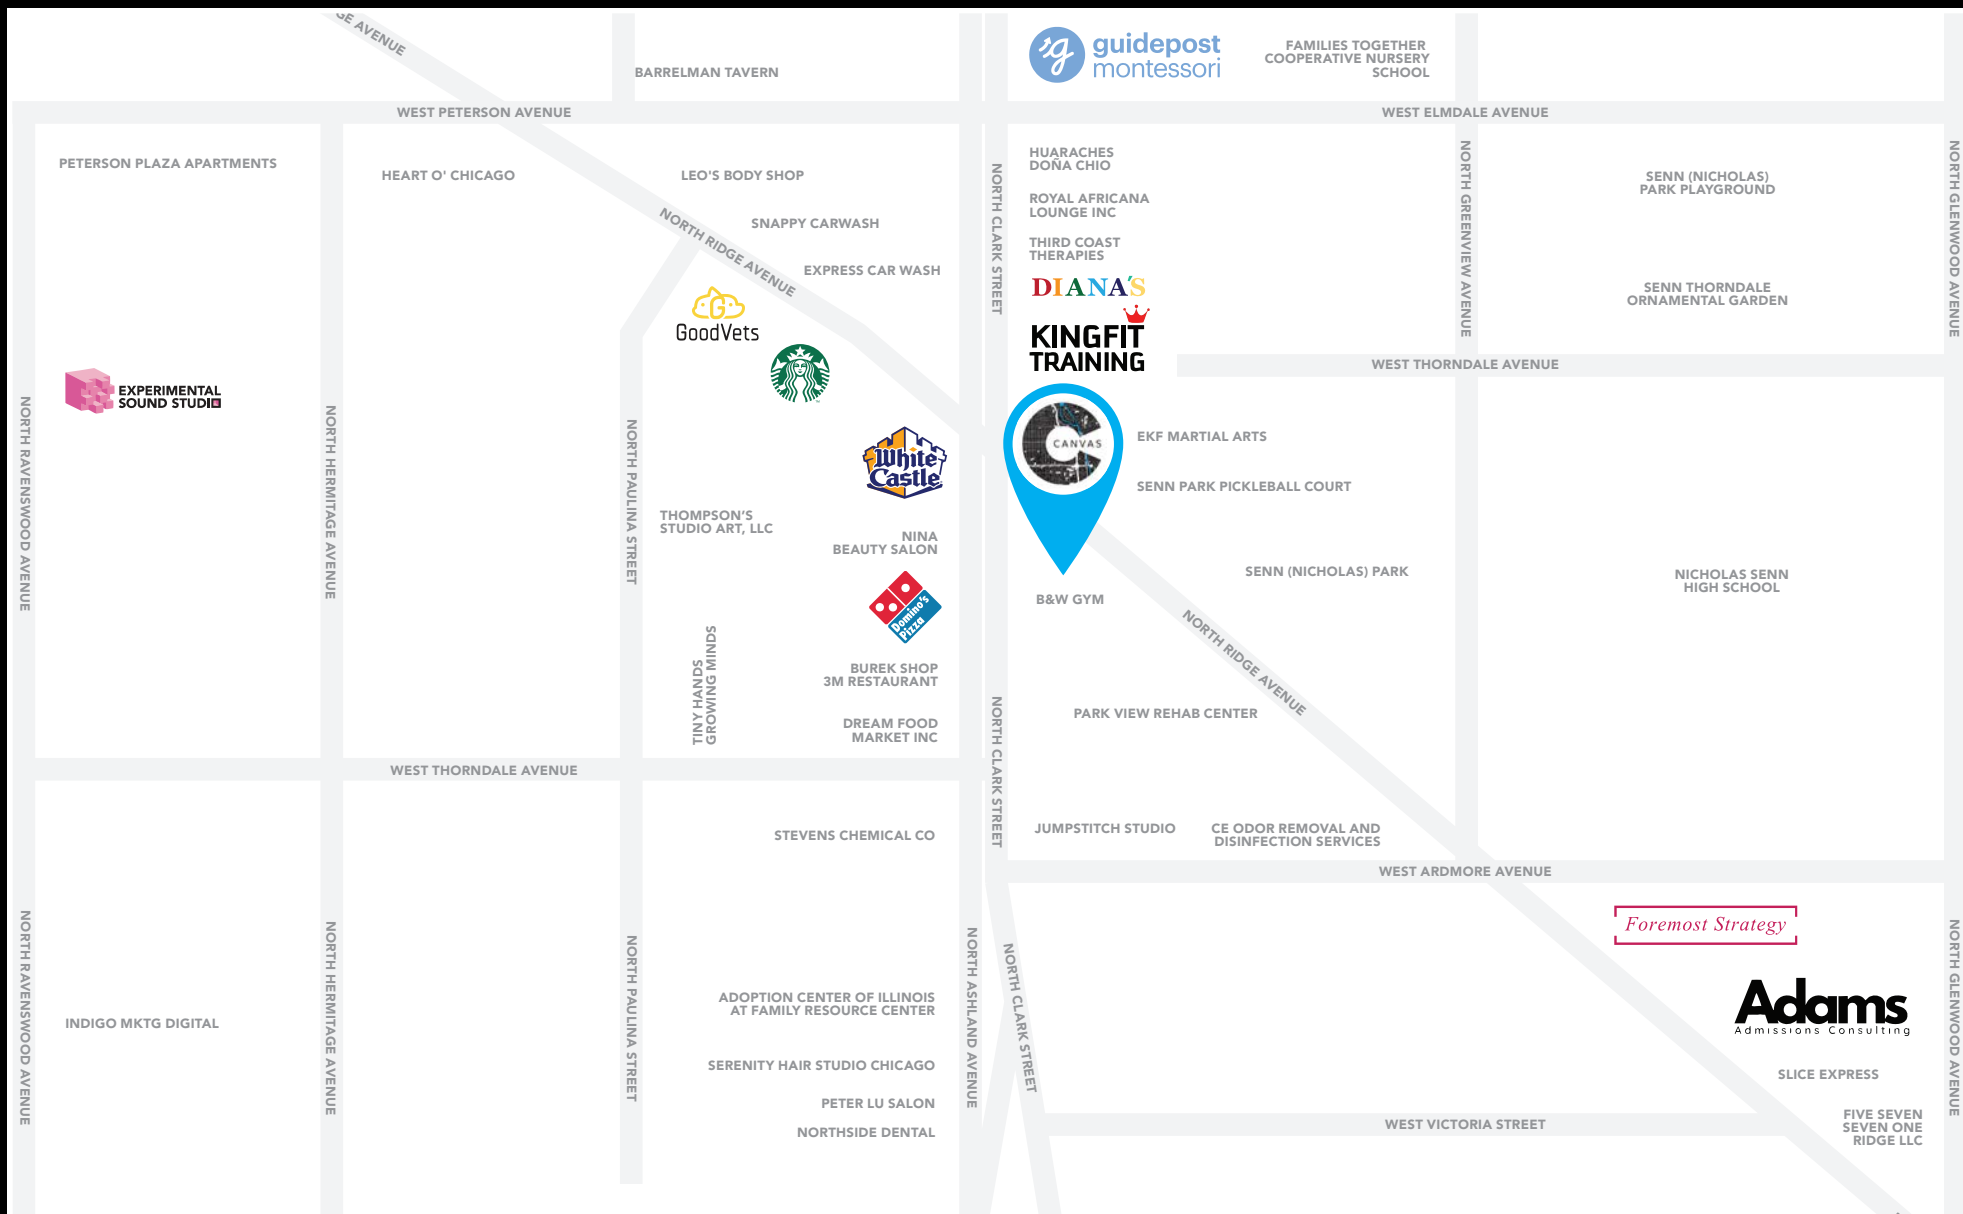 GE AVENUE
guidepost
montessori
FAMILIES TOGETHER
COOPERATIVE NURSERY
SCHOOL
BARRELMAN TAVERN
WEST PETERSON AVENUE
WEST ELMDALE AVENUE
PETERSON PLAZA APARTMENTS
HEART O' CHICAGO
LEO'S BODY SHOP
SNAPPY CARWASH
EXPRESS CAR WASH
NORTH RIDGE AVENUE
NORTH CLARK STREET
HUARACHES
DOÑA CHIO
ROYAL AFRICANA
LOUNGE INC
THIRD COAST
THERAPIES
DIANA'S
KINGFIT
TRAINING
NORTH GREENVIEW AVENUE
SENN (NICHOLAS)
PARK PLAYGROUND
SENN THORNDALE
ORNAMENTAL GARDEN
NORTH GLENWOOD AVENUE
G
GoodVets
WEST THORNDALE AVENUE
EXPERIMENTAL
SOUND STUDIO
NORTH RAVENSWOOD AVENUE
NORTH HERMITAGE AVENUE
NORTH PAULINA STREET
White
Castle
CANVAS
EKF MARTIAL ARTS
SENN PARK PICKLEBALL COURT
THOMPSON'S
STUDIO ART, LLC
NINA
BEAUTY SALON
SENN (NICHOLAS) PARK
NICHOLAS SENN
HIGH SCHOOL
B&W GYM
Domino's
Pizza
NORTH RIDGE AVENUE
TINY HANDS
GROWING MINDS
BUREK SHOP
3M RESTAURANT
DREAM FOOD
MARKET INC
NORTH CLARK STREET
PARK VIEW REHAB CENTER
WEST THORNDALE AVENUE
STEVENS CHEMICAL CO
JUMPSTITCH STUDIO
CE ODOR REMOVAL AND
DISINFECTION SERVICES
WEST ARDMORE AVENUE
NORTH RAVENSWOOD AVENUE
NORTH HERMITAGE AVENUE
NORTH PAULINA STREET
NORTH ASHLAND AVENUE
NORTH CLARK STREET
Foremost Strategy
NORTH GLENWOOD AVENUE
Adams
Admissions Consulting
ADOPTION CENTER OF ILLINOIS
AT FAMILY RESOURCE CENTER
INDIGO MKTG DIGITAL
SERENITY HAIR STUDIO CHICAGO
SLICE EXPRESS
PETER LU SALON
NORTHSIDE DENTAL
WEST VICTORIA STREET
FIVE SEVEN
SEVEN ONE
RIDGE LLC